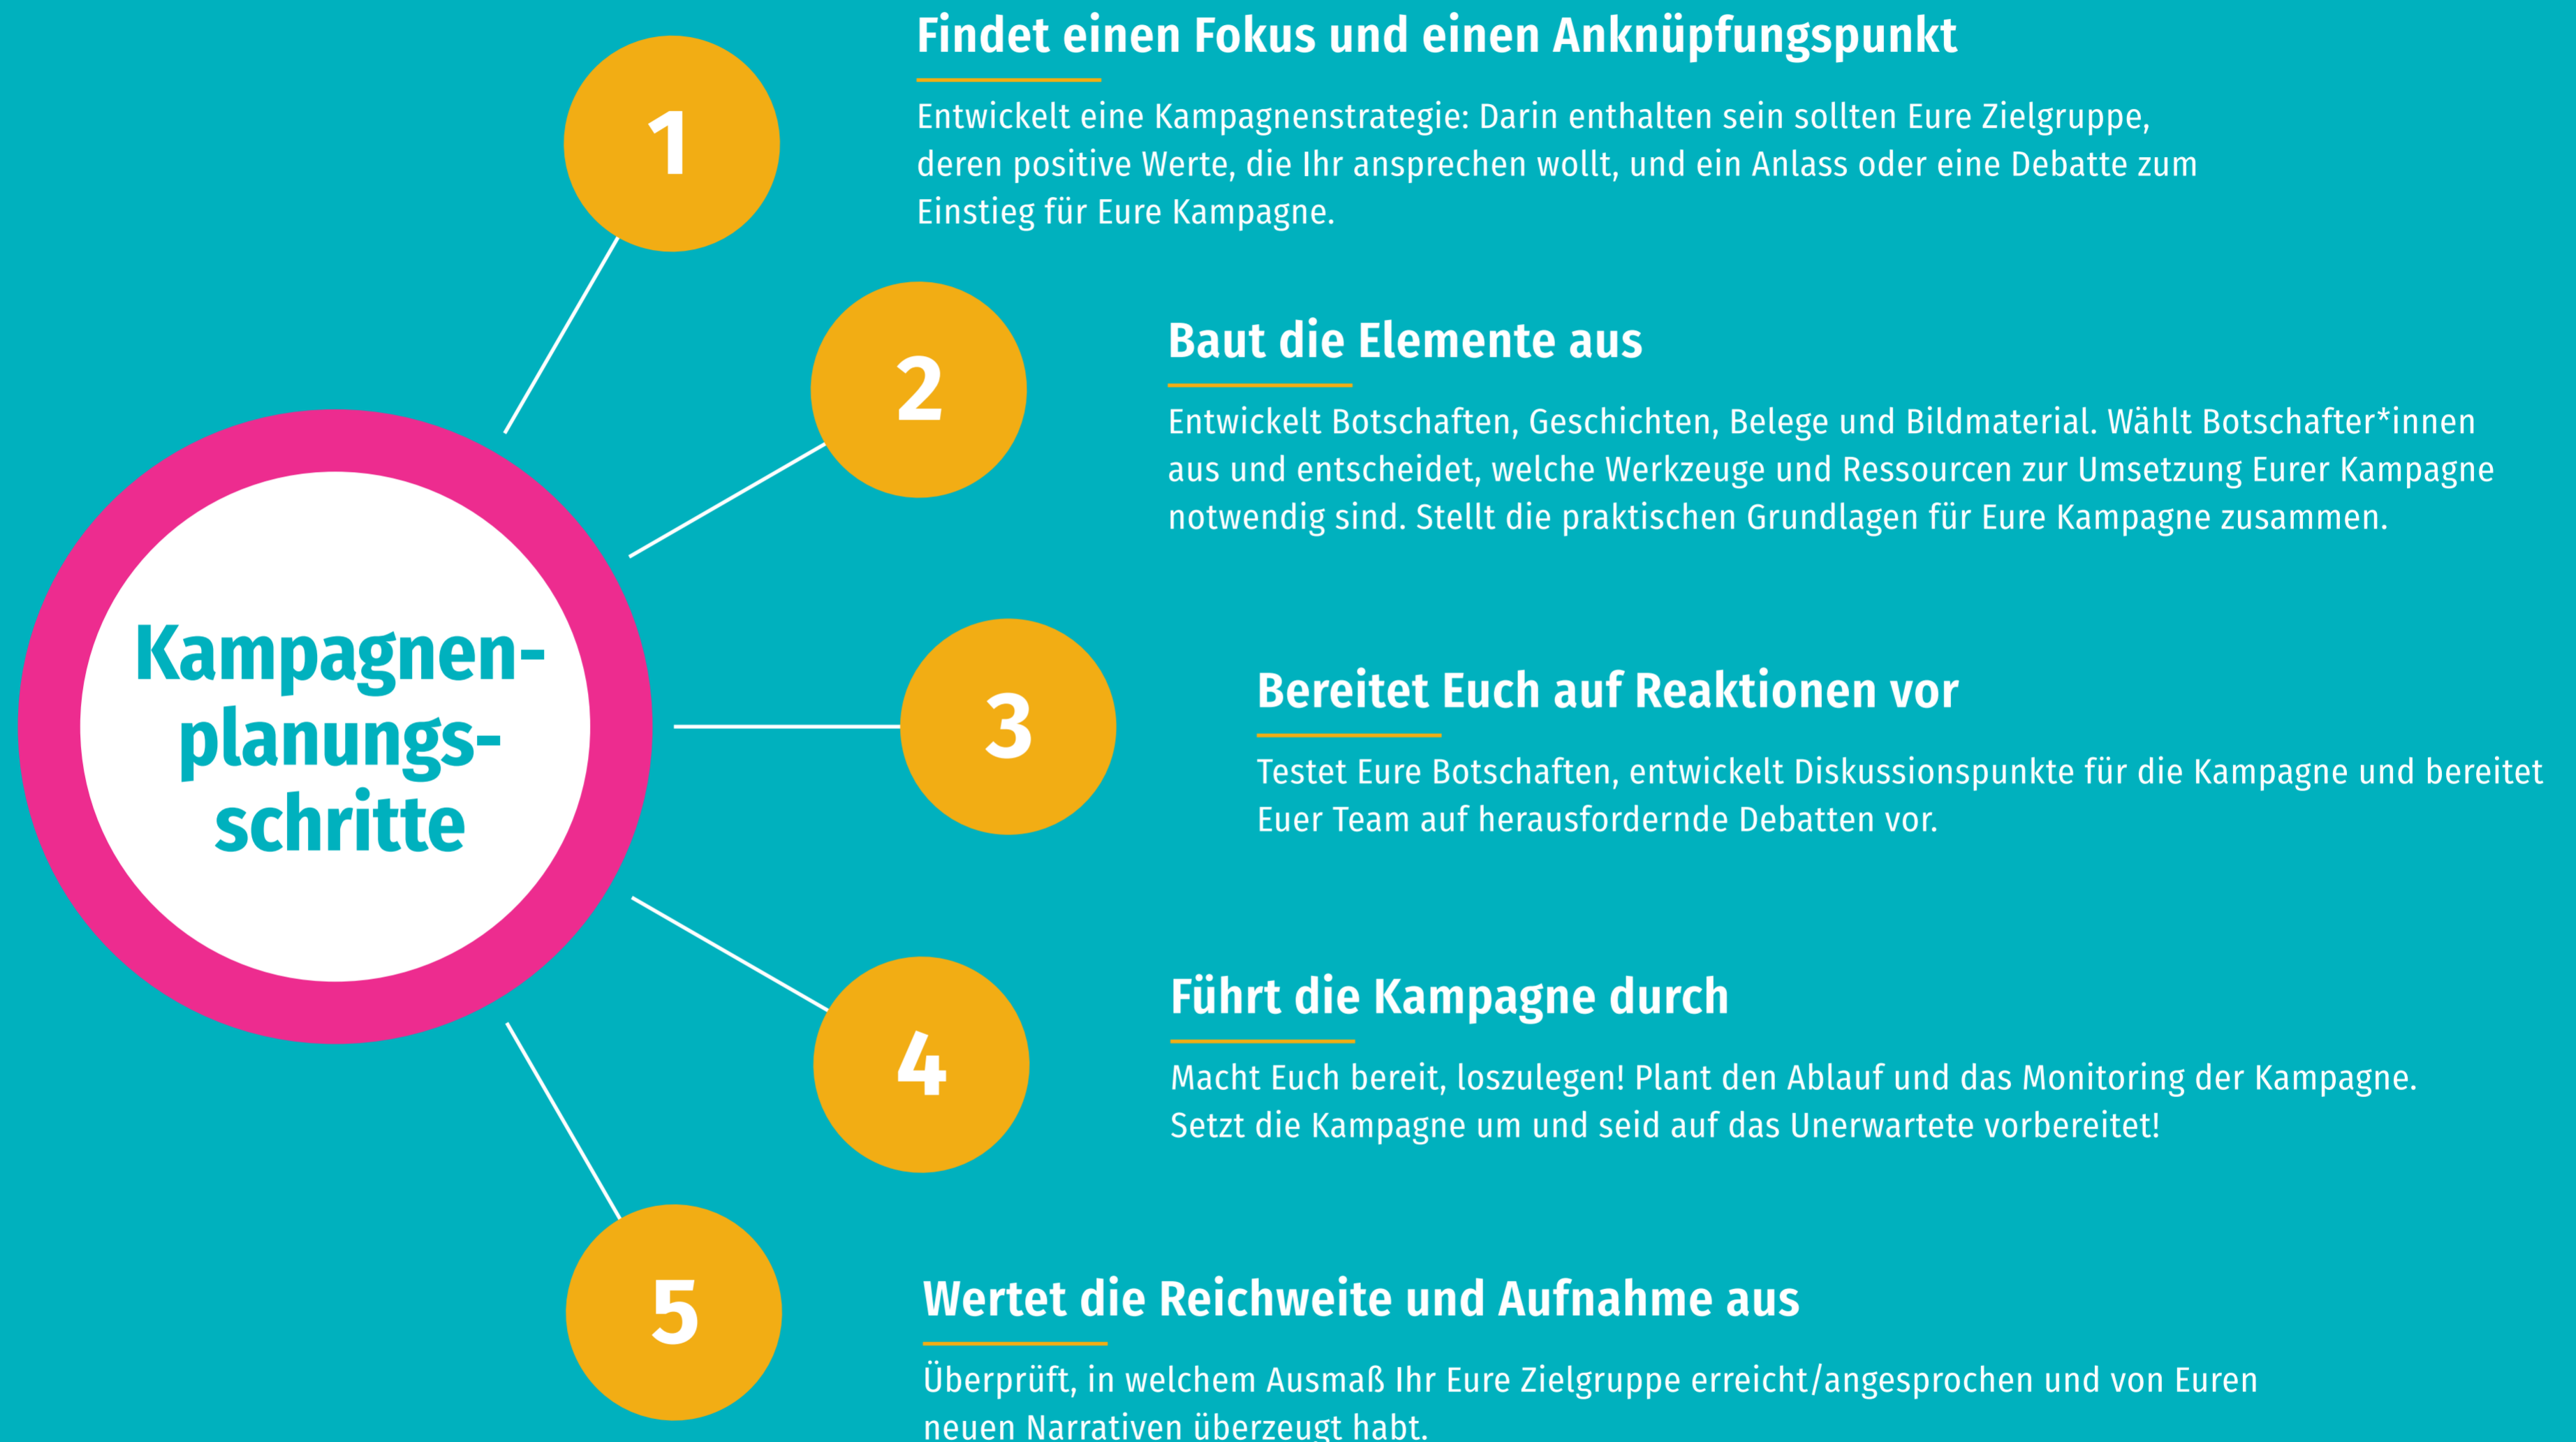 Kampagnen-
planungs-
schritte
1
Findet einen Fokus und einen Anknüpfungspunkt
Entwickelt eine Kampagnenstrategie: Darin enthalten sein sollten Eure Zielgruppe,
deren positive Werte, die Ihr ansprechen wollt, und ein Anlass oder eine Debatte zum
Einstieg für Eure Kampagne.
2
Baut die Elemente aus
Entwickelt Botschaften, Geschichten, Belege und Bildmaterial. Wählt Botschafter*innen
aus und entscheidet, welche Werkzeuge und Ressourcen zur Umsetzung Eurer Kampagne
notwendig sind. Stellt die praktischen Grundlagen für Eure Kampagne zusammen.
3
Bereitet Euch auf Reaktionen vor
Testet Eure Botschaften, entwickelt Diskussionspunkte für die Kampagne und bereitet
Euer Team auf herausfordernde Debatten vor.
4
Führt die Kampagne durch
Macht Euch bereit, loszulegen! Plant den Ablauf und das Monitoring der Kampagne.
Setzt die Kampagne um und seid auf das Unerwartete vorbereitet!
5
Wertet die Reichweite und Aufnahme aus
Überprüft, in welchem Ausmaß Ihr Eure Zielgruppe erreicht/angesprochen und von Euren
neuen Narrativen überzeugt habt.